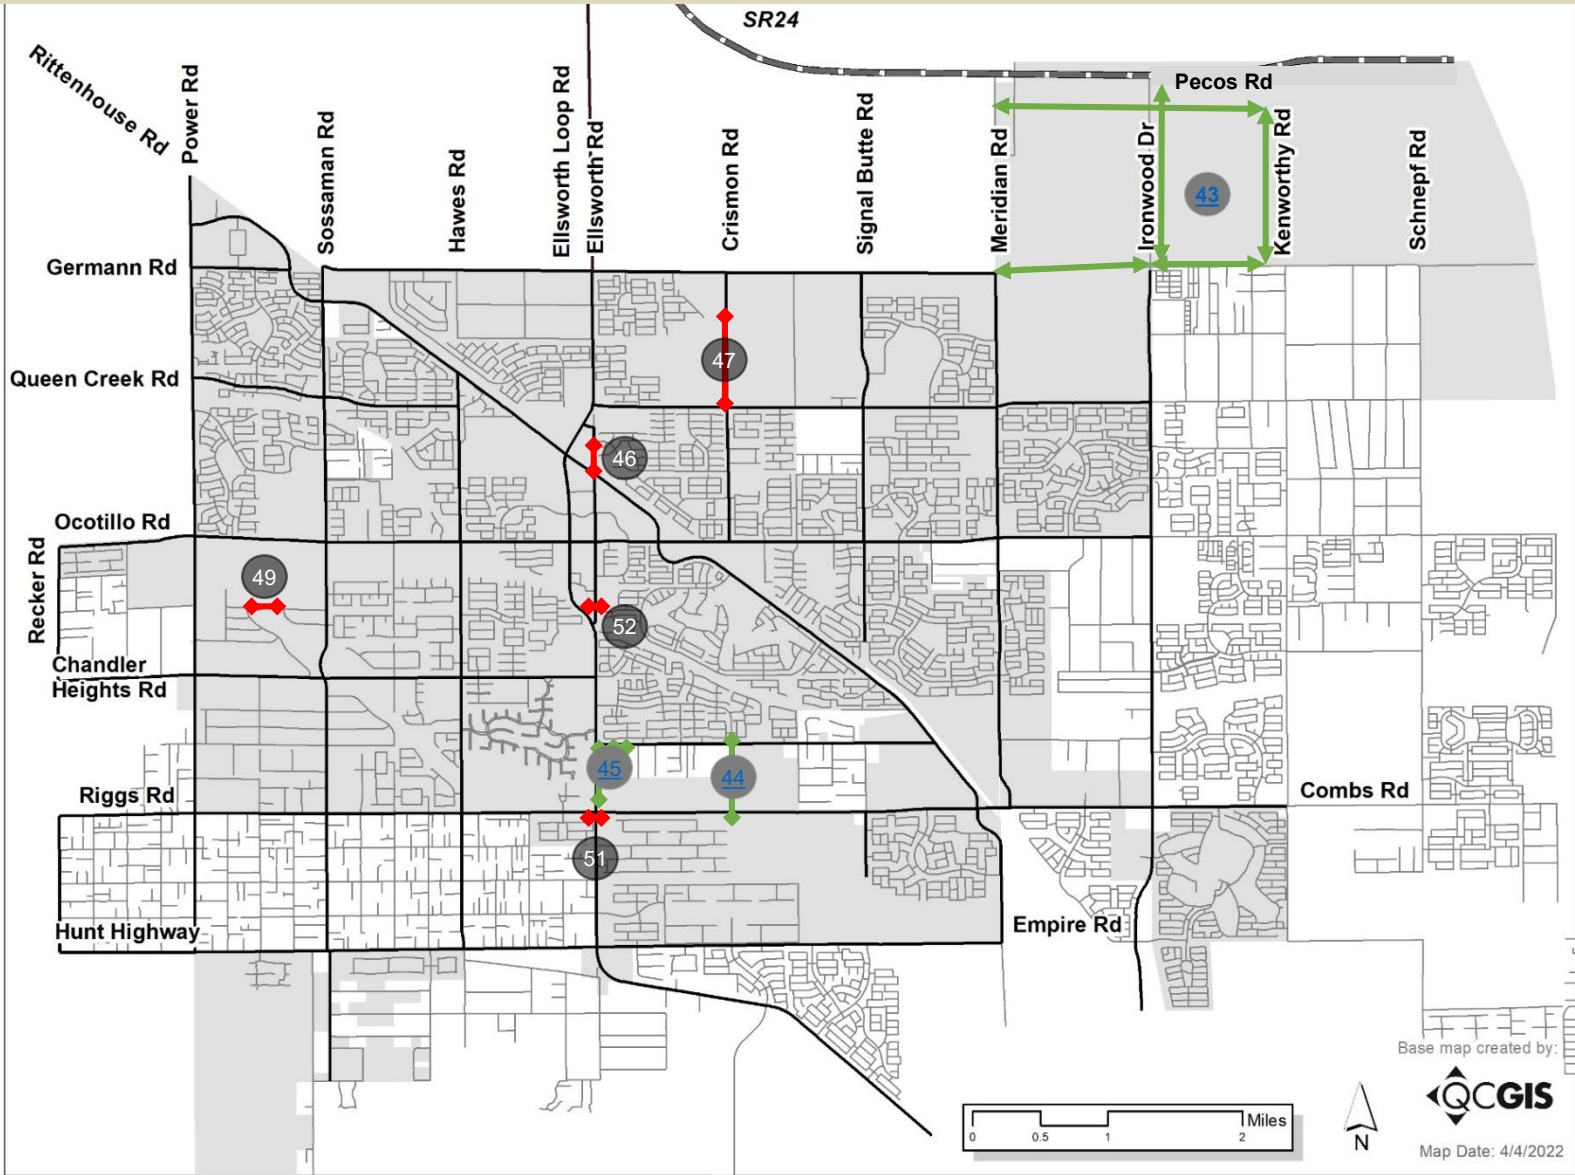 SR24
Rittenhouse Rd
Power Rd
Sossaman Rd
Hawes Rd
Ellsworth Loop Rd
Ellsworth Rd
Crismon Rd
Signal Butte Rd
Meridian Rd
Ironwood Dr
Pecos Rd
Kenworthy Rd
Schnepf Rd
43
Germann Rd
47
Queen Creek Rd
46
Ocotillo Rd
Recker Rd
49
52
Chandler
Heights Rd
45
44
Riggs Rd
Combs Rd
51
Hunt Highway
Empire Rd
Base map created by:
QCGIS
0 0.5 1 2 Miles
N
Map Date: 4/4/2022